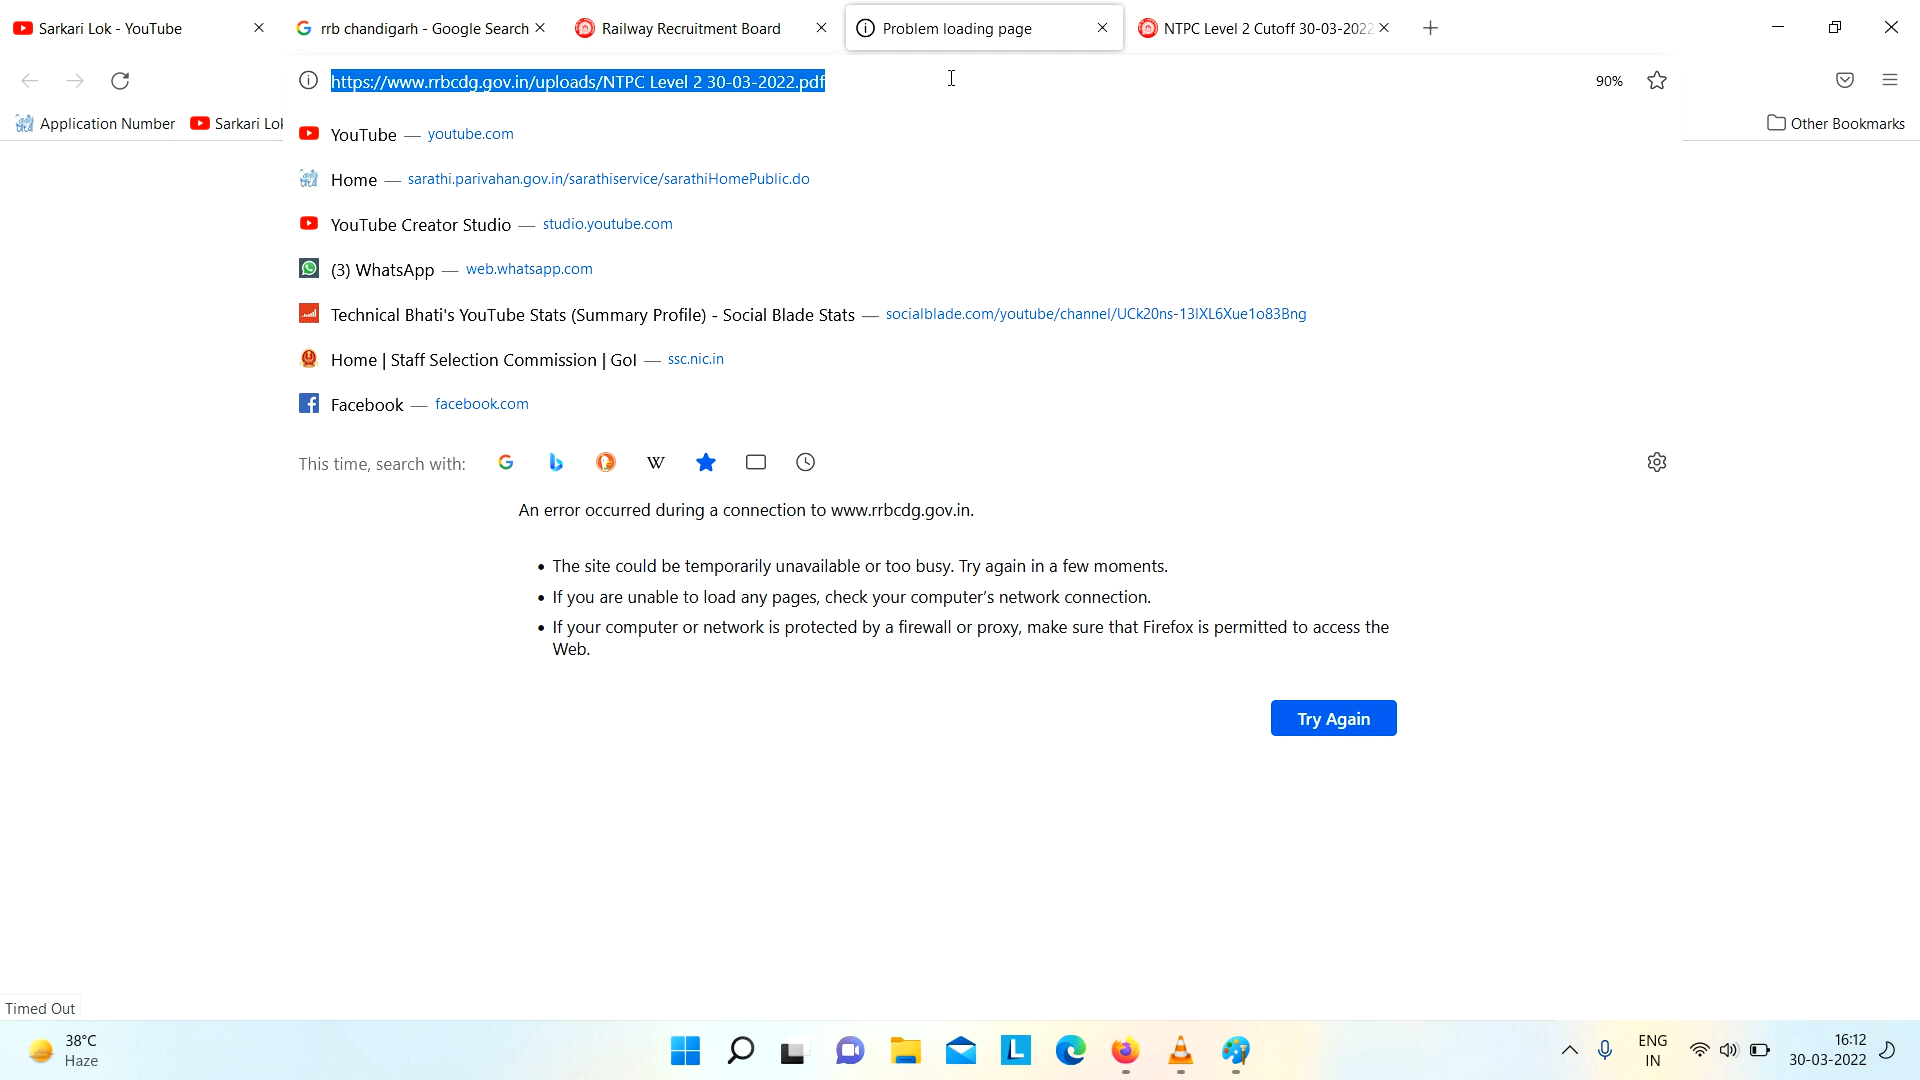 Sarkari Lok - YouTube
rrb chandigarh - Google Search
Railway Recruitment Board
Problem loading page
NTPC Level 2 Cutoff 30-03-2022
https://www.rrbcdg.gov.in/uploads/NTPC Level 2 30-03-2022.pdf
90%
Application Number
Sarkari Lok
Other Bookmarks
YouTube — youtube.com
Home — sarathi.parivahan.gov.in/sarathiservice/sarathiHomePublic.do
YouTube Creator Studio — studio.youtube.com
(3) WhatsApp — web.whatsapp.com
Technical Bhati's YouTube Stats (Summary Profile) - Social Blade Stats — socialblade.com/youtube/channel/UCk20ns-13lXL6Xue1o83Bng
Home | Staff Selection Commission | GoI — ssc.nic.in
Facebook — facebook.com
This time, search with:
An error occurred during a connection to www.rrbcdg.gov.in.
• The site could be temporarily unavailable or too busy. Try again in a few moments.
• If you are unable to load any pages, check your computer's network connection.
• If your computer or network is protected by a firewall or proxy, make sure that Firefox is permitted to access the
Web.
Try Again
Timed Out
38°C
Haze
ENG
IN
16:12
30-03-2022